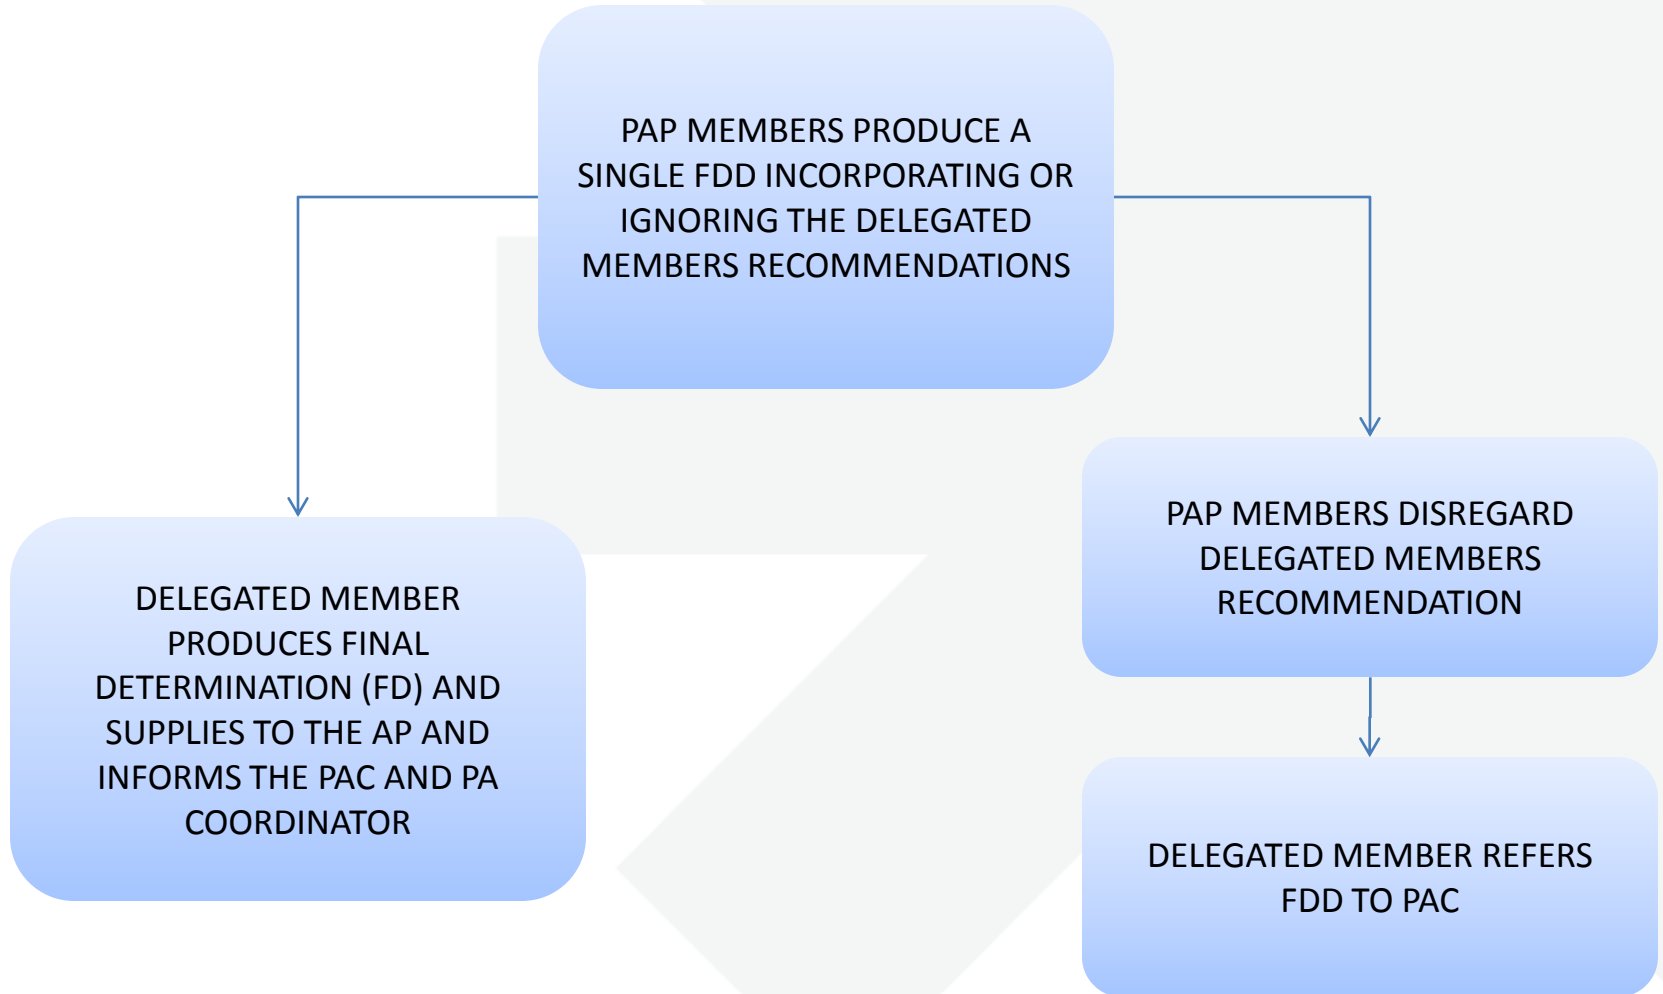 PAP MEMBERS PRODUCE A
SINGLE FDD INCORPORATING OR
IGNORING THE DELEGATED
MEMBERS RECOMMENDATIONS
DELEGATED MEMBER
PRODUCES FINAL
DETERMINATION (FD) AND
SUPPLIES TO THE AP AND
INFORMS THE PAC AND PA
COORDINATOR
PAP MEMBERS DISREGARD
DELEGATED MEMBERS
RECOMMENDATION
DELEGATED MEMBER REFERS
FDD TO PAC